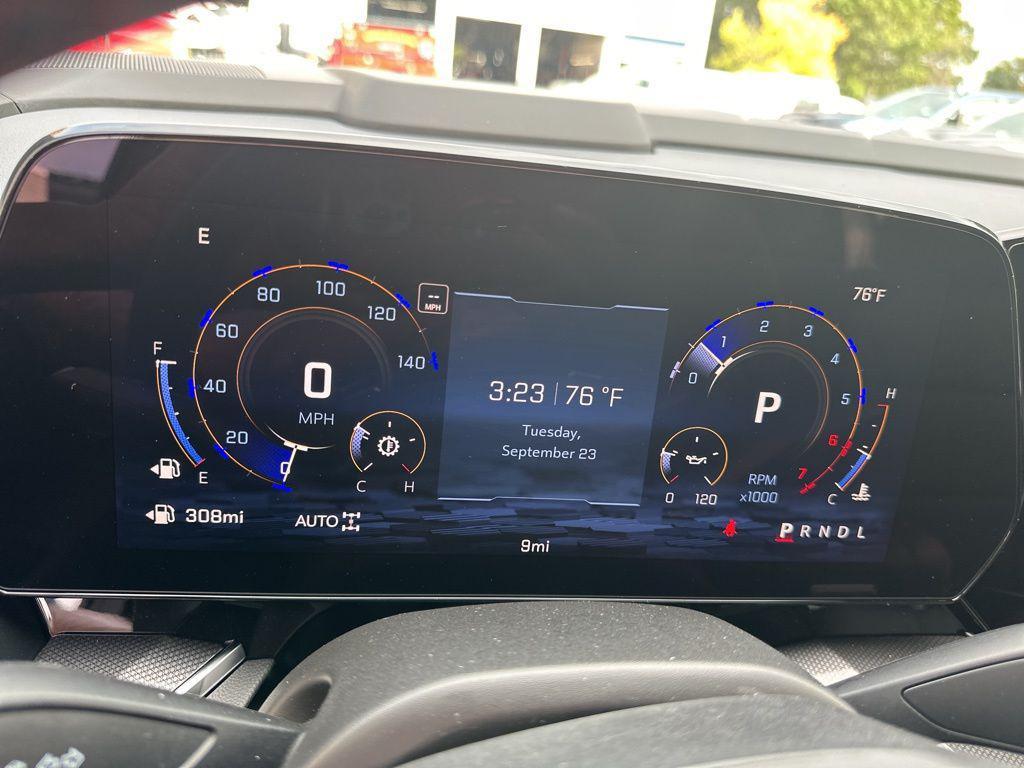 E
76°F
-- MPH
20
40
60
80
100
120
140
0
0
MPH
F
E
308mi
AUTO
C H
3:23 | 76 °F
Tuesday,
September 23
9mi
0
1
2
3
4
5
6
7
P
RPM
x1000
0 120
H
C
P R N D L